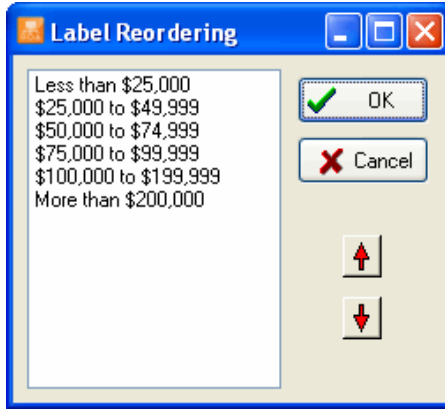 Label Reordering
Less than $25,000
$25,000 to $49,999
$50,000 to $74,999
$75,000 to $99,999
$100,000 to $199,999
More than $200,000
OK
Cancel